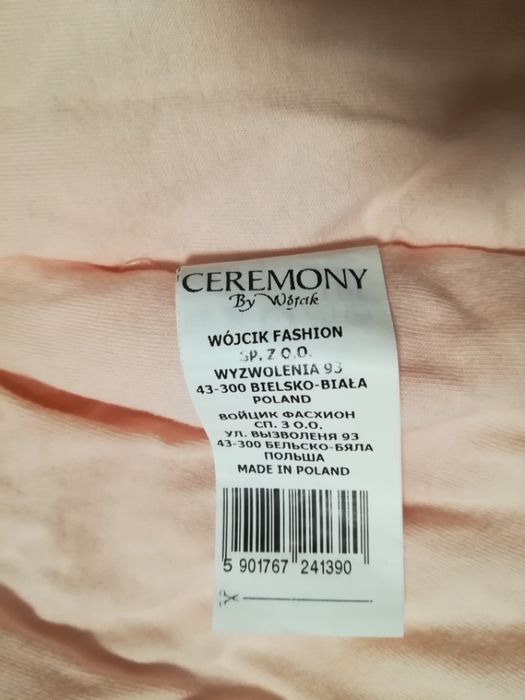 CEREMONY
By Wójcik
WÓJCIK FASHION
SP. Z O.O.
WYZWOLENIA 93
43-300 BIELSKO-BIAŁA
POLAND
ВОЙЦИК ФАСХИОН
СП. З О.О.
УЛ. ВЫЗВОЛЕНЯ 93
43-300 БЕЛЬСКО-БЯЛА
ПОЛЬША
MADE IN POLAND
5 901767 241390